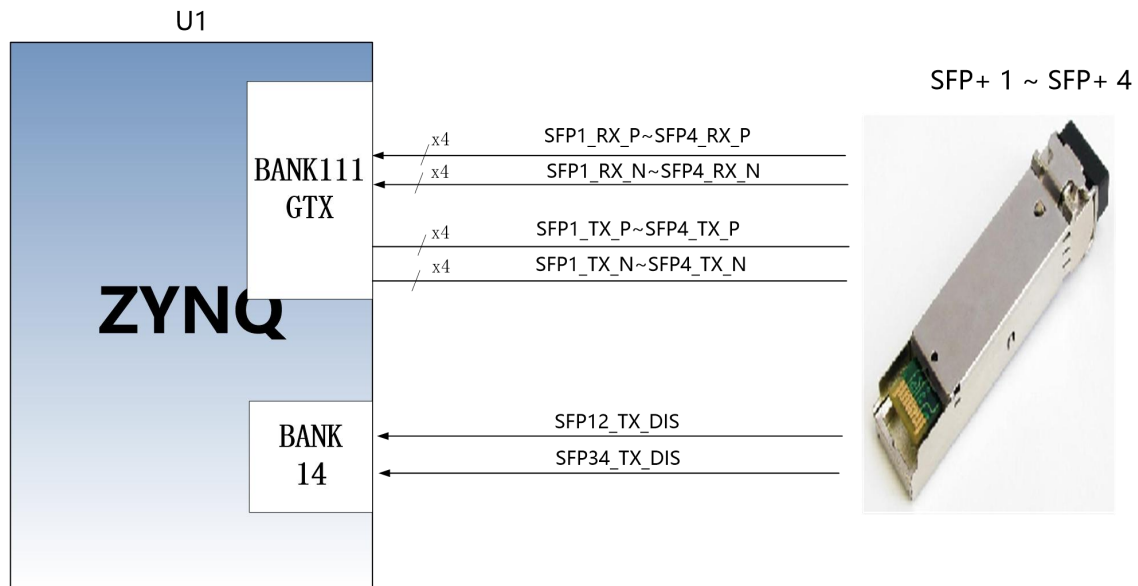 U1
SFP+ 1 ~ SFP+ 4
BANK111
GTX
x4
SFP1_RX_P~SFP4_RX_P
x4
SFP1_RX_N~SFP4_RX_N
x4
SFP1_TX_P~SFP4_TX_P
x4
SFP1_TX_N~SFP4_TX_N
ZYNQ
BANK
14
SFP12_TX_DIS
SFP34_TX_DIS